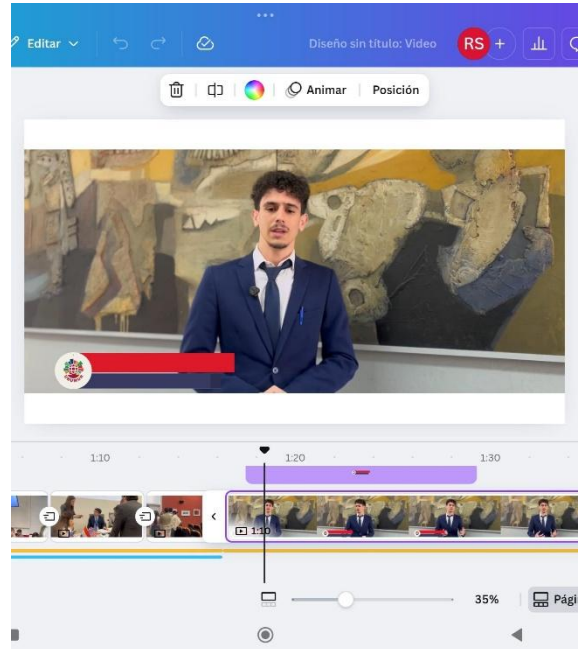 Editar
Diseño sin título: Video
RS +
Animar
Posición
1:10
1:20
1:30
1:10
35%
Pági